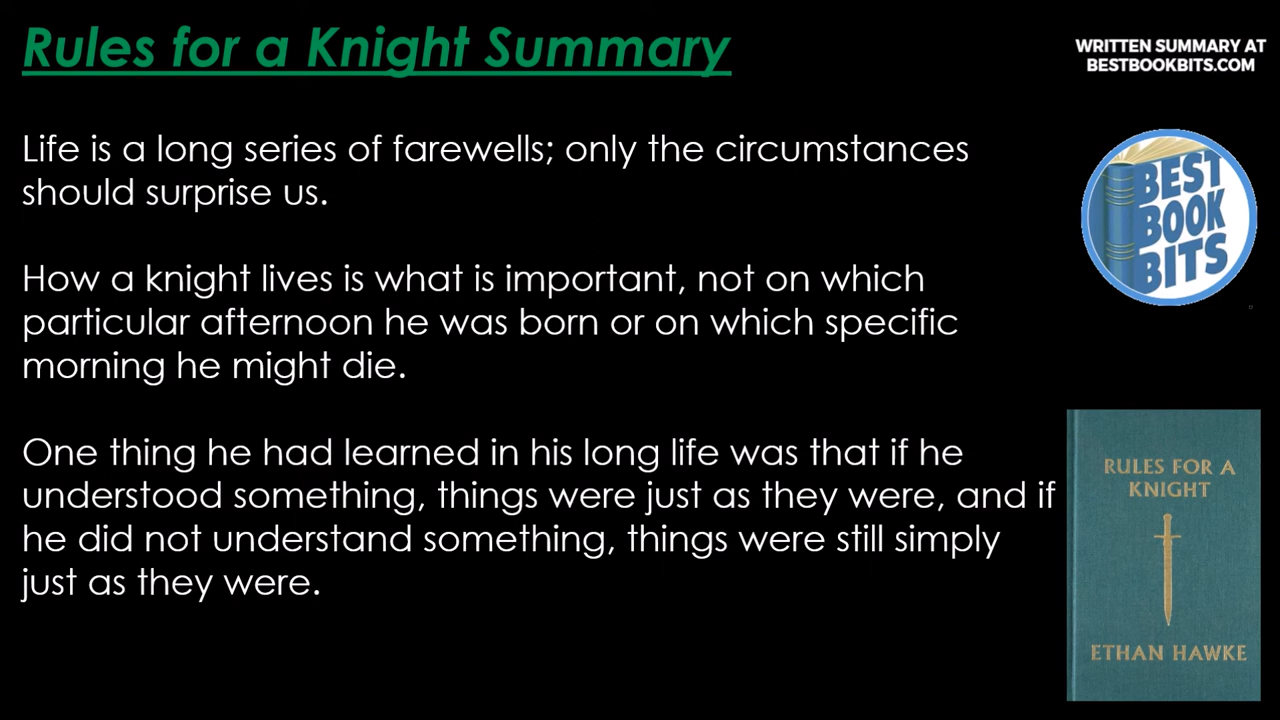 Rules for a Knight Summary
WRITTEN SUMMARY AT
BESTBOOKBITS.COM
Life is a long series of farewells; only the circumstances
should surprise us.
How a knight lives is what is important, not on which
particular afternoon he was born or on which specific
morning he might die.
One thing he had learned in his long life was that if he
understood something, things were just as they were, and if
he did not understand something, things were still simply
just as they were.
BEST
BOOK
BITS
RULES FOR A
KNIGHT
ETHAN HAWKE